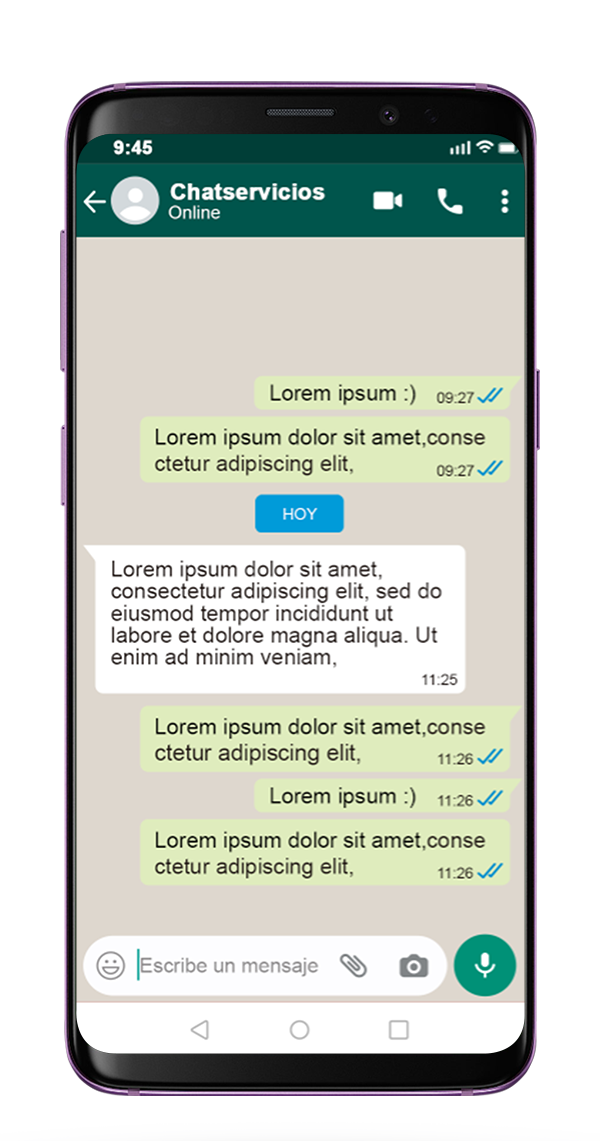 9:45
Chatservicios
Online
Lorem ipsum :) 09:27
Lorem ipsum dolor sit amet,conse
ctetur adipiscing elit, 09:27
HOY
Lorem ipsum dolor sit amet,
consectetur adipiscing elit, sed do
eiusmod tempor incididunt ut
labore et dolore magna aliqua. Ut
enim ad minim veniam,
11:25
Lorem ipsum dolor sit amet,conse
ctetur adipiscing elit, 11:26
Lorem ipsum :) 11:26
Lorem ipsum dolor sit amet,conse
ctetur adipiscing elit, 11:26
Escribe un mensaje